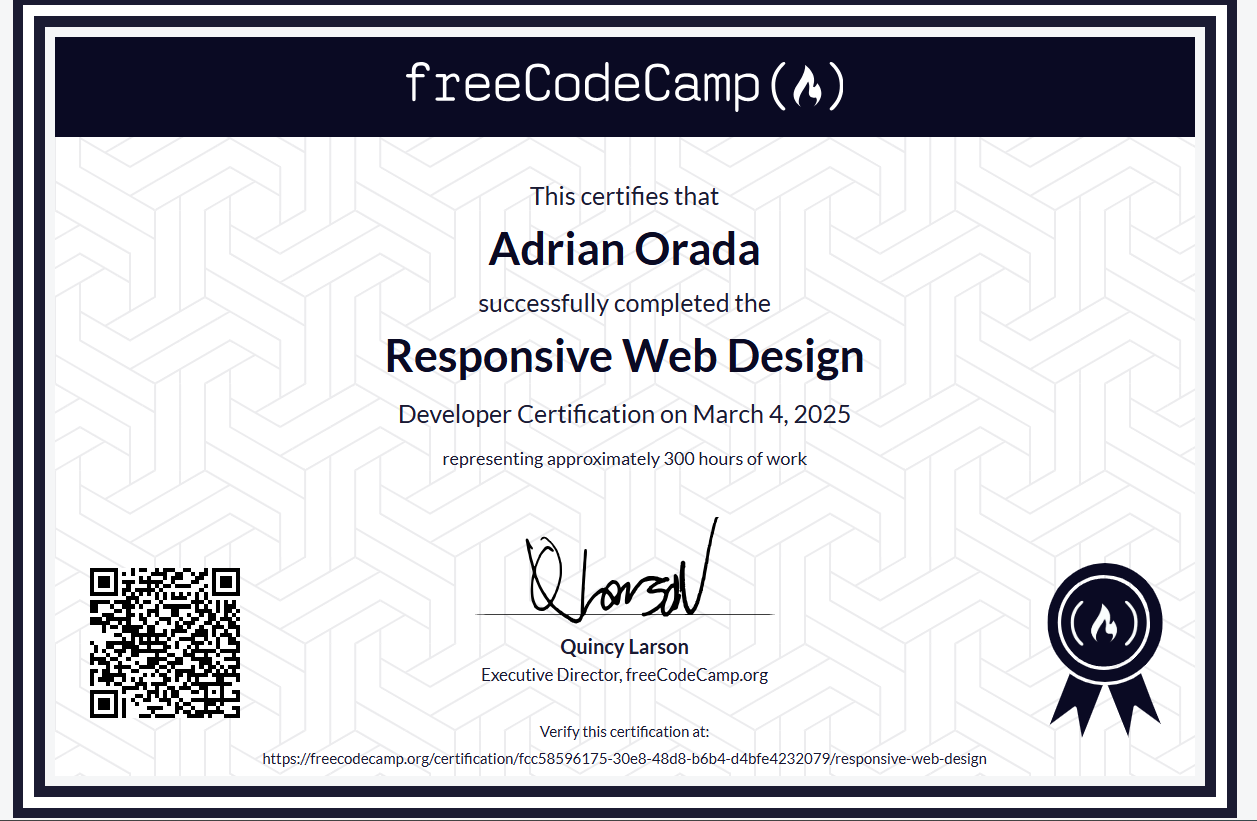 freeCodeCamp
This certifies that
Adrian Orada
successfully completed the
Responsive Web Design
Developer Certification on March 4, 2025
representing approximately 300 hours of work
Quincy Larson
Executive Director, freeCodeCamp.org
Verify this certification at:
https://freecodecamp.org/certification/fcc58596175-30e8-48d8-b6b4-d4bfe4232079/responsive-web-design